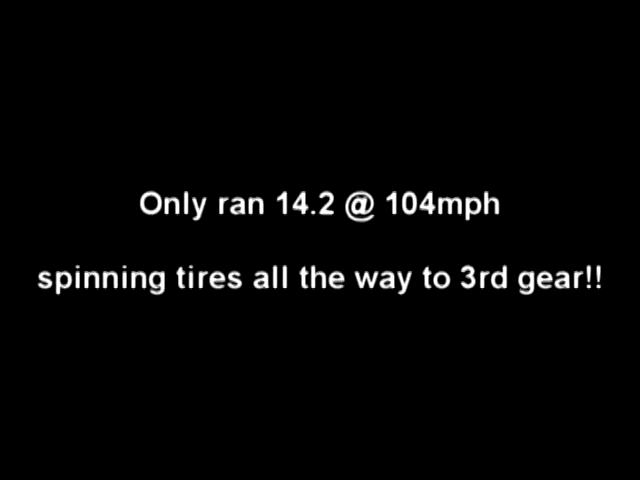 Only ran 14.2 @ 104mph
spinning tires all the way to 3rd gear!!